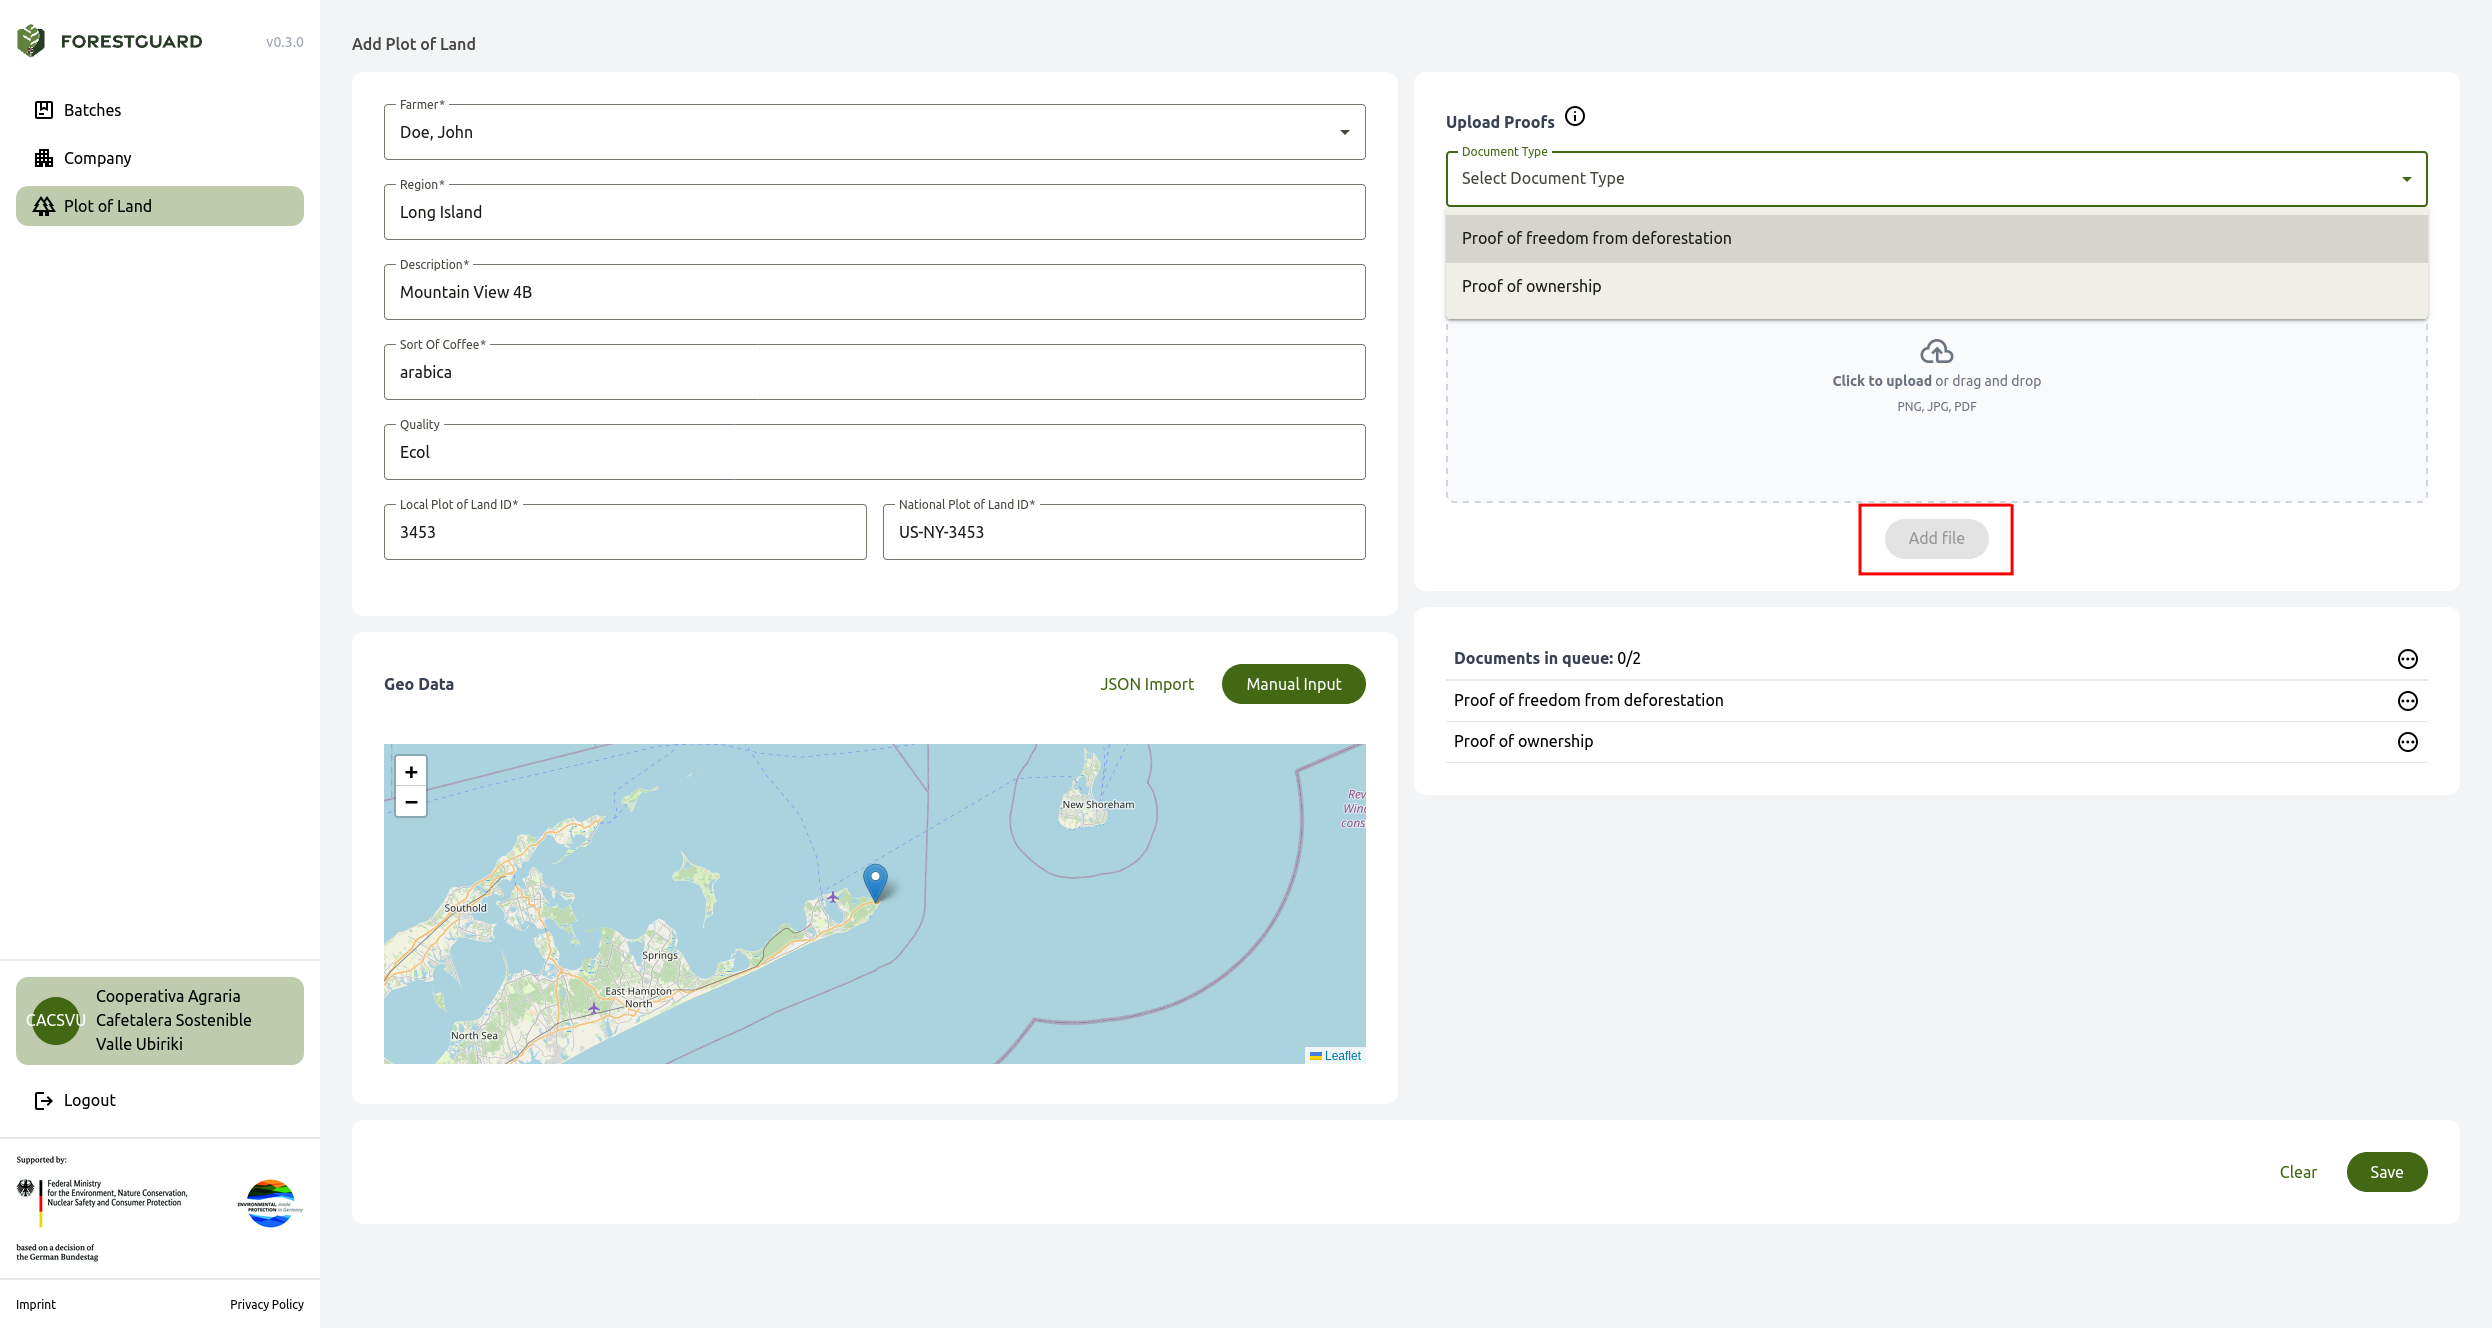 FORESTGUARD
v0.3.0
Batches
Company
Plot of Land
Cooperativa Agraria
CACSVU
Cafetalera Sostenible
Valle Ubiriki
Logout
Supported by:
Federal Ministry
for the Environment, Nature Conservation,
Nuclear Safety and Consumer Protection
ENVIRONMENTAL made
PROTECTION in Germany
based on a decision of
the German Bundestag
Imprint
Privacy Policy
Add Plot of Land
Farmer*
Doe, John
Region*
Long Island
Description*
Mountain View 4B
Sort Of Coffee*
arabica
Quality
Ecol
Local Plot of Land ID*
3453
National Plot of Land ID*
US-NY-3453
Geo Data
JSON Import
Manual Input
+
−
New Shoreham
Rev
Wind
cons
Southold
Springs
East Hampton
North
North Sea
Leaflet
Upload Proofs
Document Type
Select Document Type
Proof of freedom from deforestation
Proof of ownership
Click to upload or drag and drop
PNG, JPG, PDF
Add file
Documents in queue: 0/2
Proof of freedom from deforestation
Proof of ownership
Clear
Save